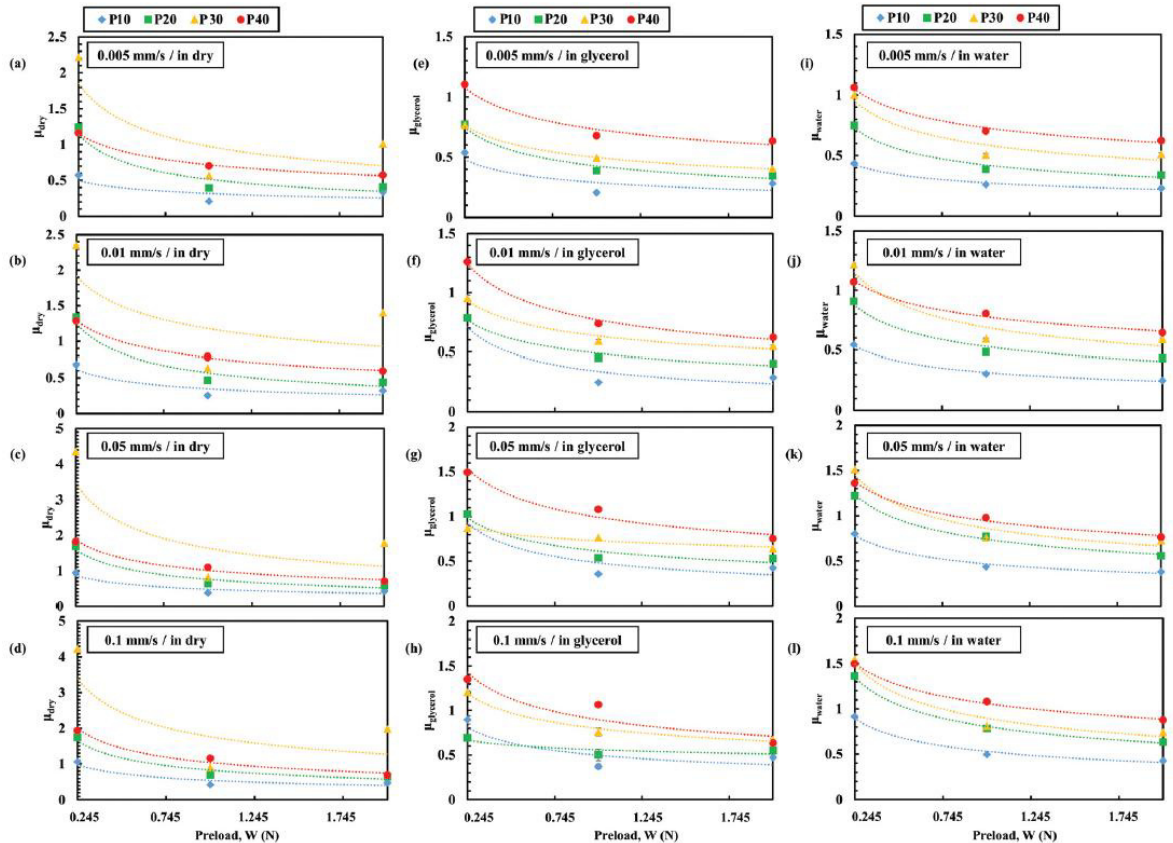 P10 P20 P30 P40
P10 P20 P30 P40
P10 P20 P30 P40
(a)
0.005 mm/s / in dry
μdry
2.5
2
1.5
1
0.5
0
(e)
0.005 mm/s / in glycerol
μglycerol
1.5
1
0.5
0
(i)
0.005 mm/s / in water
μwater
1.5
1
0.5
0
(b)
0.01 mm/s / in dry
μdry
2.5
2
1.5
1
0.5
0
(f)
0.01 mm/s / in glycerol
μglycerol
1.5
1
0.5
0
(j)
0.01 mm/s / in water
μwater
1.5
1
0.5
0
(c)
0.05 mm/s / in dry
μdry
5
4
3
2
1
0
(g)
0.05 mm/s / in glycerol
μglycerol
2
1.5
1
0.5
0
(k)
0.05 mm/s / in water
μwater
2
1.5
1
0.5
0
(d)
0.1 mm/s / in dry
μdry
5
4
3
2
1
0
0.245 0.745 1.245 1.745
Preload, W (N)
(h)
0.1 mm/s / in glycerol
μglycerol
2
1.5
1
0.5
0
0.245 0.745 1.245 1.745
Preload, W (N)
(l)
0.1 mm/s / in water
μwater
2
1.5
1
0.5
0
0.245 0.745 1.245 1.745
Preload, W (N)